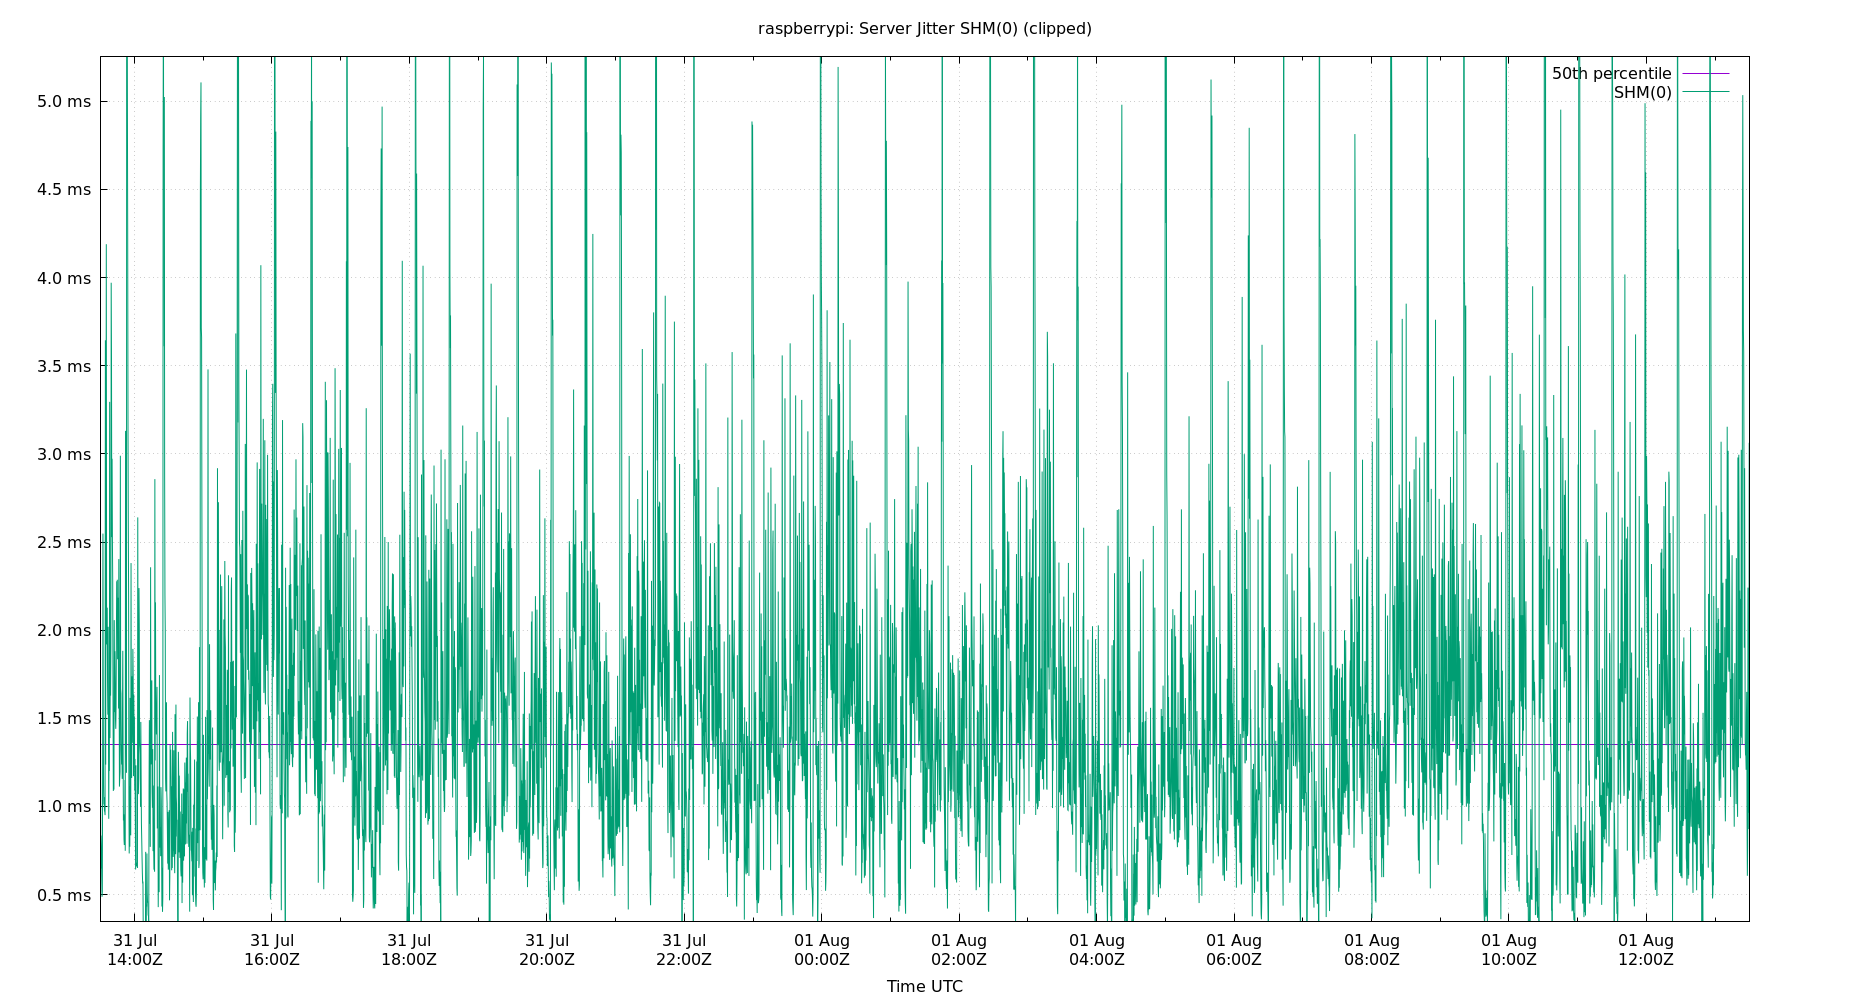 raspberrypi: Server Jitter SHM(0) (clipped)
50th percentile
SHM(0)
5.0 ms
4.5 ms
4.0 ms
3.5 ms
3.0 ms
2.5 ms
2.0 ms
1.5 ms
1.0 ms
0.5 ms
31 Jul 31 Jul 31 Jul 31 Jul 31 Jul 01 Aug 01 Aug 01 Aug 01 Aug 01 Aug 01 Aug 01 Aug
14:00Z 16:00Z 18:00Z 20:00Z 22:00Z 00:00Z 02:00Z 04:00Z 06:00Z 08:00Z 10:00Z 12:00Z
Time UTC